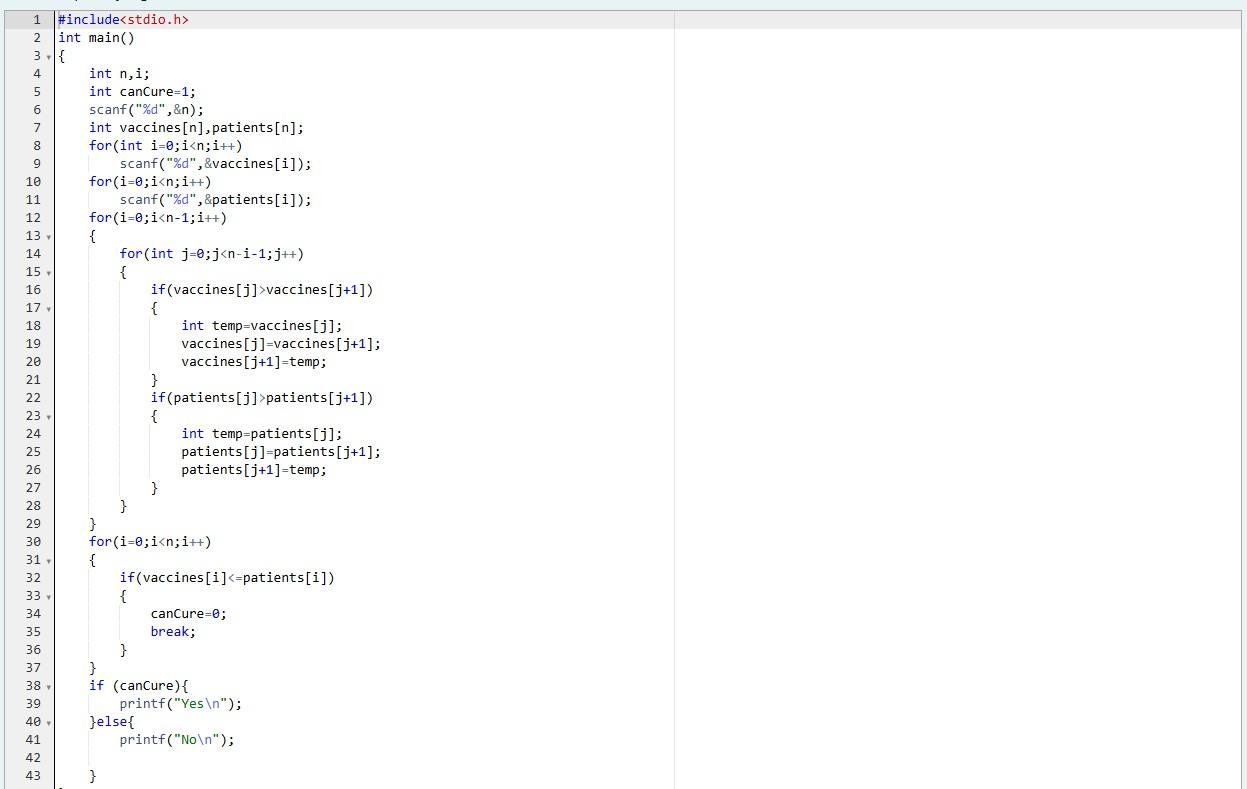 1 #include<stdio.h>
2 int main()
3 {
4 int n,i;
5 int canCure=1;
6 scanf("%d",&n);
7 int vaccines[n],patients[n];
8 for(int i=0;i<n;i++)
9 scanf("%d",&vaccines[i]);
10 for(i=0;i<n;i++)
11 scanf("%d",&patients[i]);
12 for(i=0;i<n-1;i++)
13 {
14 for(int j=0;j<n-i-1;j++)
15 {
16 if(vaccines[j]>vaccines[j+1])
17 {
18 int temp=vaccines[j];
19 vaccines[j]=vaccines[j+1];
20 vaccines[j+1]=temp;
21 }
22 if(patients[j]>patients[j+1])
23 {
24 int temp=patients[j];
25 patients[j]=patients[j+1];
26 patients[j+1]=temp;
27 }
28 }
29 }
30 for(i=0;i<n;i++)
31 {
32 if(vaccines[i]<=patients[i])
33 {
34 canCure=0;
35 break;
36 }
37 }
38 if (canCure){
39 printf("Yes\n");
40 }else{
41 printf("No\n");
42
43 }